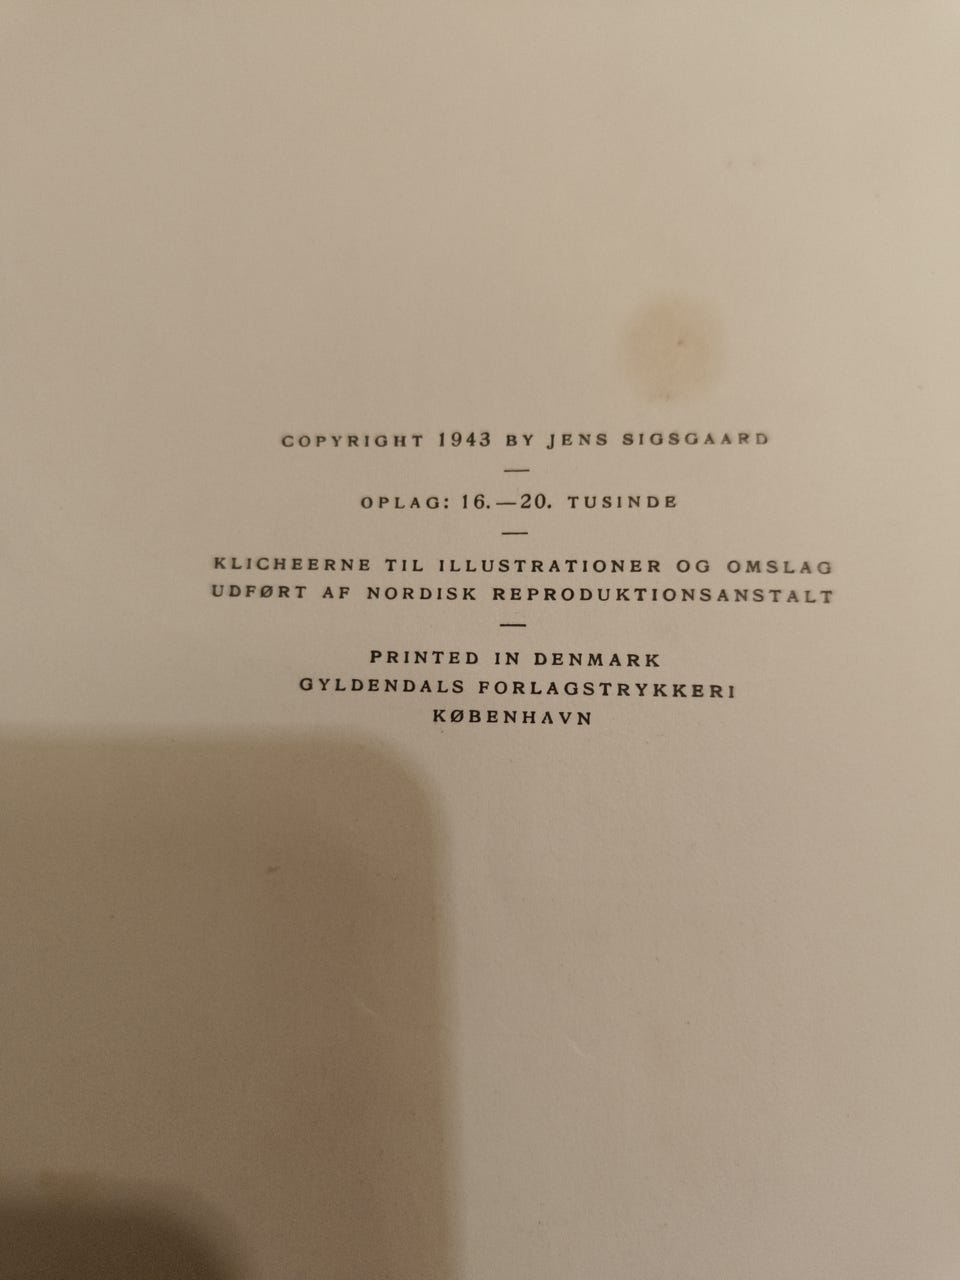 COPYRIGHT 1943 BY JENS SIGSGAARD
—
OPLAG: 16.—20. TUSINDE
—
KLICHEERNE TIL ILLUSTRATIONER OG OMSLAG
UDFØRT AF NORDISK REPRODUKTIONSANSTALT
—
PRINTED IN DENMARK
GYLDENDALS FORLAGSTRYKKERI
KØBENHAVN